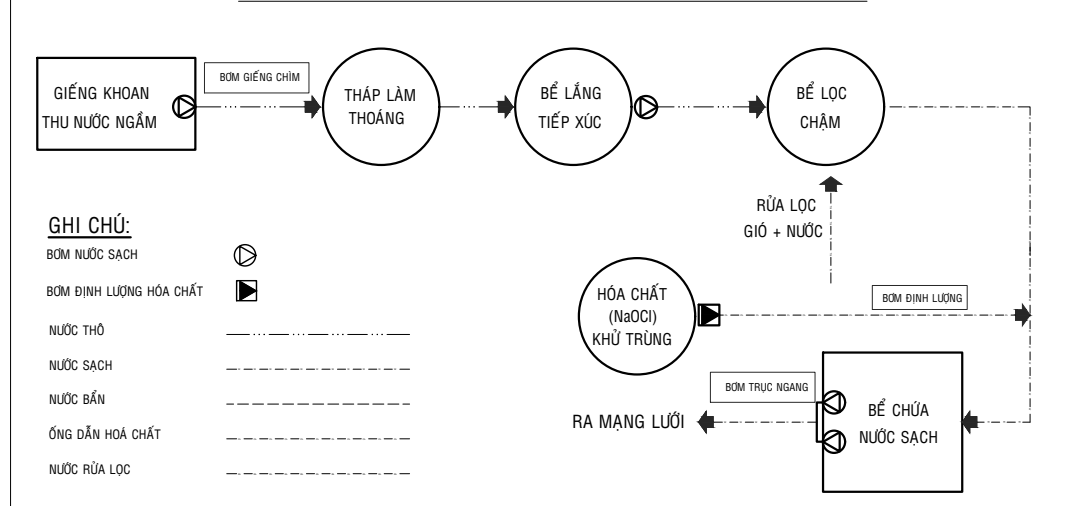 GIẾNG KHOAN
THU NƯỚC NGẦM
BƠM GIẾNG CHÌM
THÁP LÀM
THOÁNG
BỂ LẮNG
TIẾP XÚC
BỂ LỌC
CHẬM
RỬA LỌC
GIÓ + NƯỚC
GHI CHÚ:
BƠM NƯỚC SẠCH
BƠM ĐỊNH LƯỢNG HÓA CHẤT
NƯỚC THÔ
NƯỚC SẠCH
NƯỚC BẨN
ỐNG DẪN HOÁ CHẤT
NƯỚC RỬA LỌC
HÓA CHẤT
(NaOCl)
KHỬ TRÙNG
BƠM ĐỊNH LƯỢNG
BƠM TRỤC NGANG
RA MẠNG LƯỚI
BỂ CHỨA
NƯỚC SẠCH